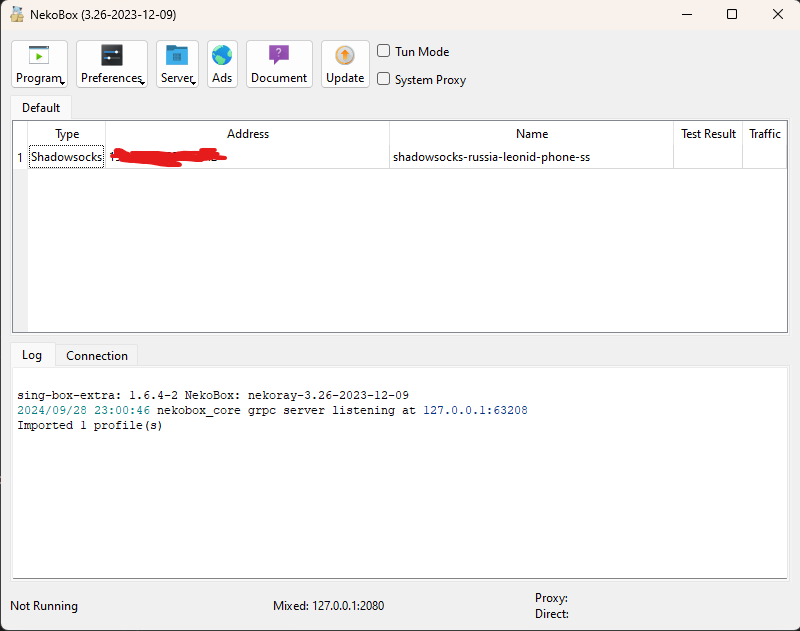 NekoBox (3.26-2023-12-09)
Program Preferences Server Ads Document Update
Tun Mode
System Proxy
Default
Type Address Name Test Result Traffic
1 Shadowsocks shadowsocks-russia-leonid-phone-ss
Log Connection
sing-box-extra: 1.6.4-2 NekoBox: nekoray-3.26-2023-12-09
2024/09/28 23:00:46 nekobox_core grpc server listening at 127.0.0.1:63208
Imported 1 profile(s)
Not Running Mixed: 127.0.0.1:2080
Proxy:
Direct: